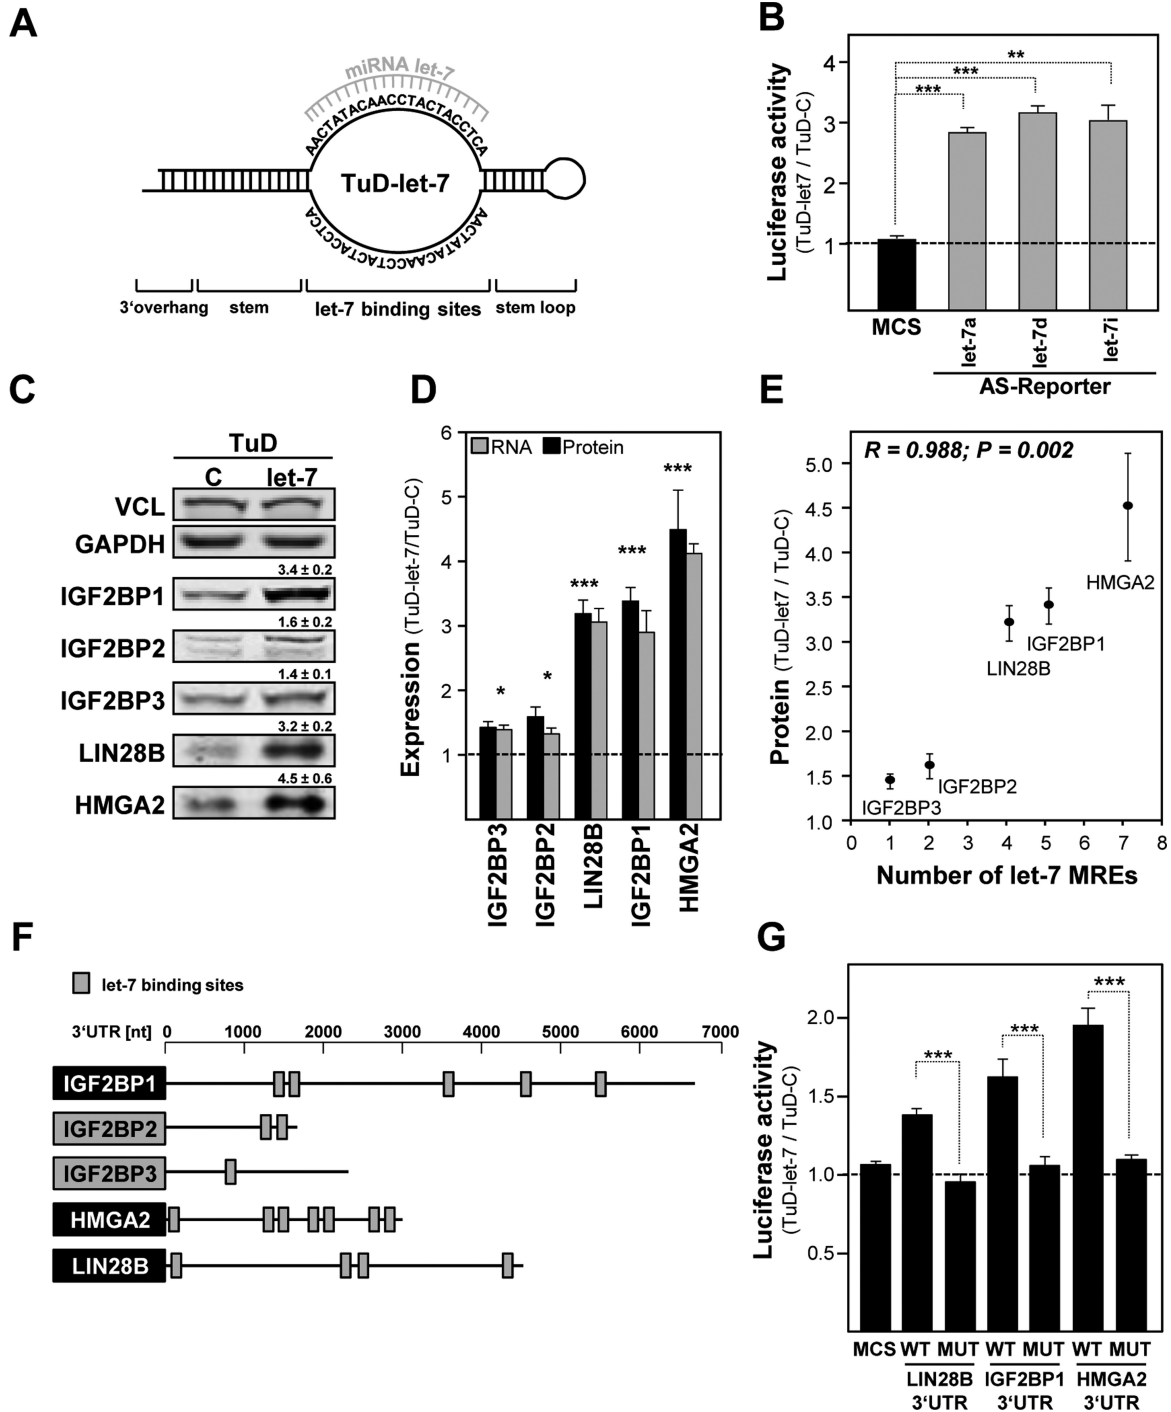 A
miRNA let-7
AACTATACAACCTACTACCTCA
TuD-let-7
AACTATACAACCTACTACCTCA
3‘overhang
stem
let-7 binding sites
stem loop
B
Luciferase activity
(TuD-let7 / TuD-C)
4
3
2
1
***
***
**
MCS
let-7a
let-7d
let-7i
AS-Reporter
C
TuD
C let-7
VCL
GAPDH
3.4 ± 0.2
IGF2BP1
1.6 ± 0.2
IGF2BP2
1.4 ± 0.1
IGF2BP3
3.2 ± 0.2
LIN28B
4.5 ± 0.6
HMGA2
D
Expression (TuD-let-7/TuD-C)
6
5
4
3
2
1
RNA Protein
*
*
***
***
***
IGF2BP3
IGF2BP2
LIN28B
IGF2BP1
HMGA2
E
R = 0.988; P = 0.002
Protein (TuD-let7 / TuD-C)
5.0
4.5
4.0
3.5
3.0
2.5
2.0
1.5
1.0
HMGA2
IGF2BP1
LIN28B
IGF2BP2
IGF2BP3
0 1 2 3 4 5 6 7 8
Number of let-7 MREs
F
let-7 binding sites
3‘UTR [nt] 0 1000 2000 3000 4000 5000 6000 7000
IGF2BP1
IGF2BP2
IGF2BP3
HMGA2
LIN28B
G
Luciferase activity
(TuD-let-7 / TuD-C)
2.0
1.5
1.0
0.5
***
***
***
MCS WT MUT WT MUT WT MUT
LIN28B IGF2BP1 HMGA2
3‘UTR 3‘UTR 3‘UTR